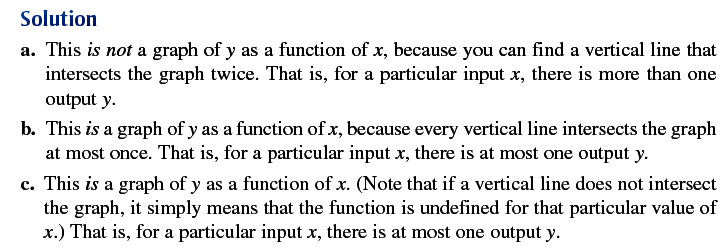 Solution
a. This is not a graph of y as a function of x, because you can find a vertical line that
intersects the graph twice. That is, for a particular input x, there is more than one
output y.
b. This is a graph of y as a function of x, because every vertical line intersects the graph
at most once. That is, for a particular input x, there is at most one output y.
c. This is a graph of y as a function of x. (Note that if a vertical line does not intersect
the graph, it simply means that the function is undefined for that particular value of
x.) That is, for a particular input x, there is at most one output y.